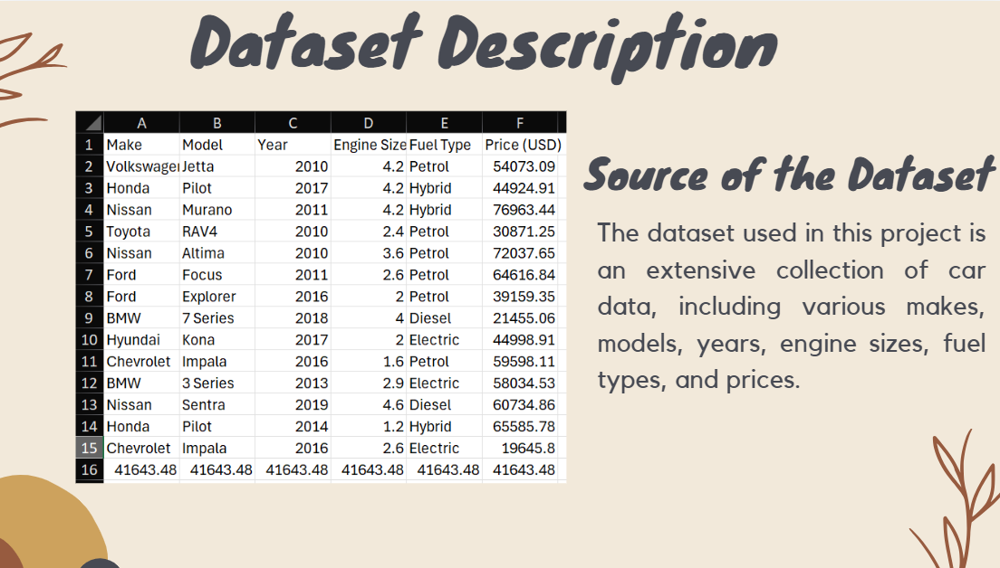 Dataset Description
A B C D E F
1 Make Model Year Engine Size Fuel Type Price (USD)
2 Volkswage Jetta 2010 4.2 Petrol 54073.09
3 Honda Pilot 2017 4.2 Hybrid 44924.91
4 Nissan Murano 2011 4.2 Hybrid 76963.44
5 Toyota RAV4 2010 2.4 Petrol 30871.25
6 Nissan Altima 2010 3.6 Petrol 72037.65
7 Ford Focus 2011 2.6 Petrol 64616.84
8 Ford Explorer 2016 2 Petrol 39159.35
9 BMW 7 Series 2018 4 Diesel 21455.06
10 Hyundai Kona 2017 2 Electric 44998.91
11 Chevrolet Impala 2016 1.6 Petrol 59598.11
12 BMW 3 Series 2013 2.9 Electric 58034.53
13 Nissan Sentra 2019 4.6 Diesel 60734.86
14 Honda Pilot 2014 1.2 Hybrid 65585.78
15 Chevrolet Impala 2016 2.6 Electric 19645.8
16 41643.48 41643.48 41643.48 41643.48 41643.48 41643.48
Source of the Dataset
The dataset used in this project is
an extensive collection of car
data, including various makes,
models, years, engine sizes, fuel
types, and prices.